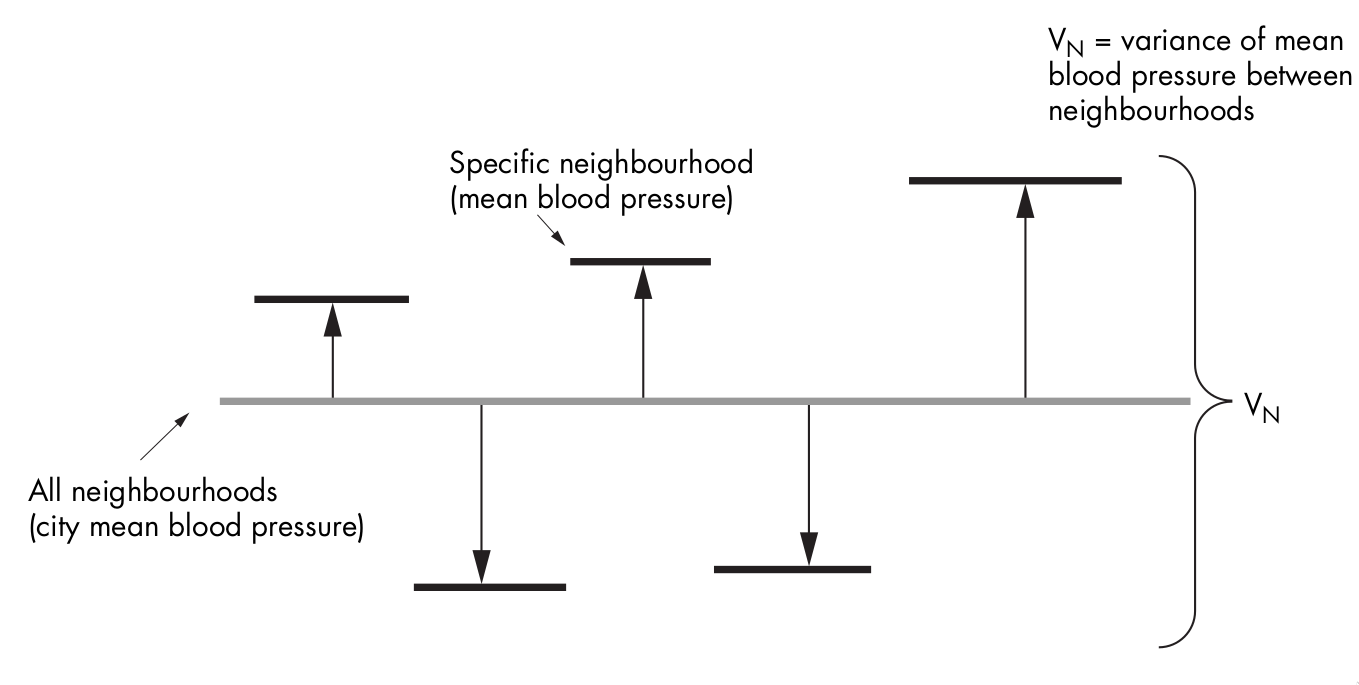 V_N = variance of mean
blood pressure between
neighbourhoods
Specific neighbourhood
(mean blood pressure)
V_N
All neighbourhoods
(city mean blood pressure)